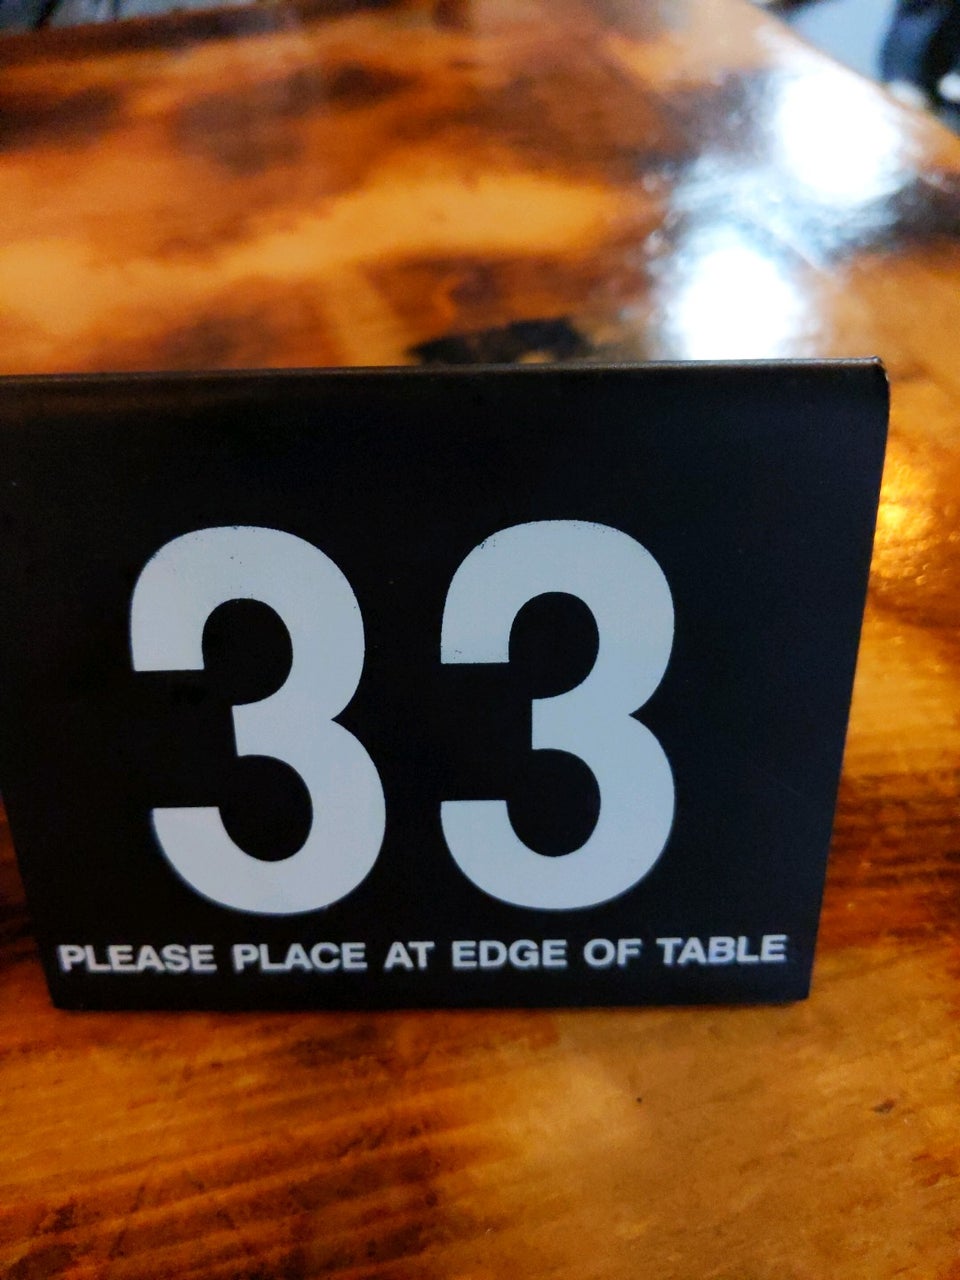 33
PLEASE PLACE AT EDGE OF TABLE